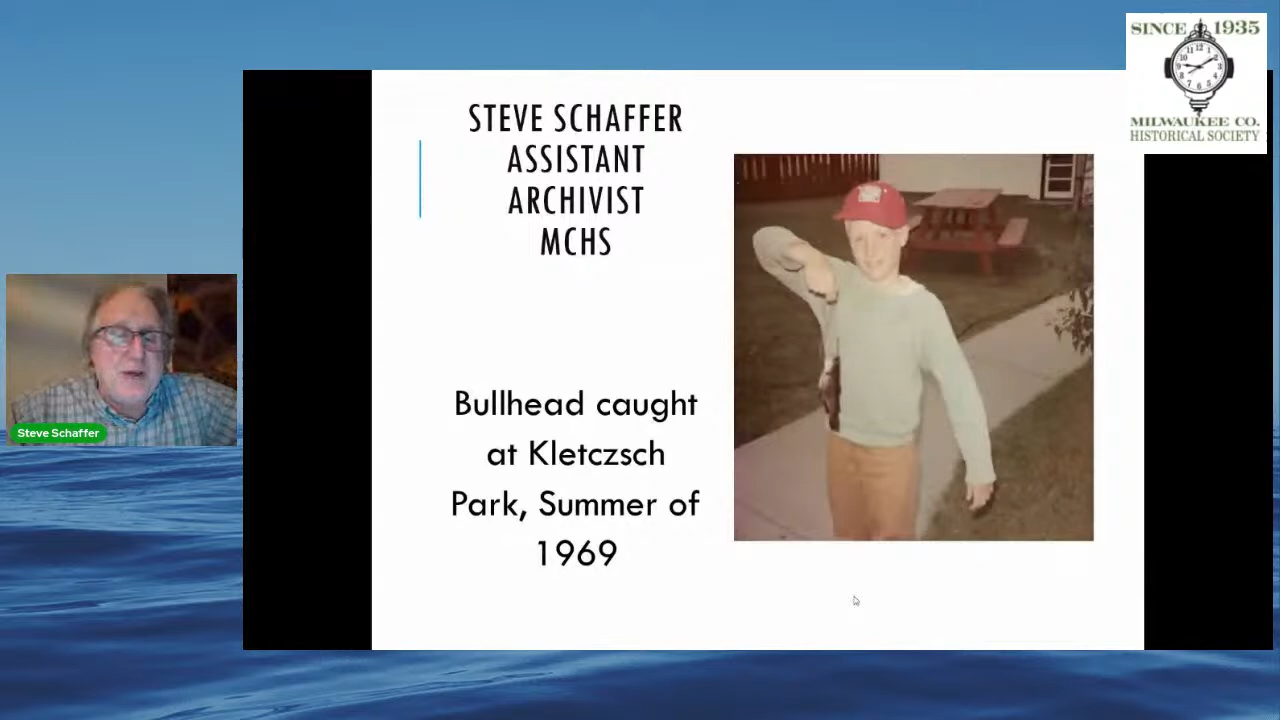 SINCE 1935
MILWAUKEE CO.
HISTORICAL SOCIETY
STEVE SCHAFFER
ASSISTANT
ARCHIVIST
MCHS
Bullhead caught
at Kletczsch
Park, Summer of
1969
Steve Schaffer